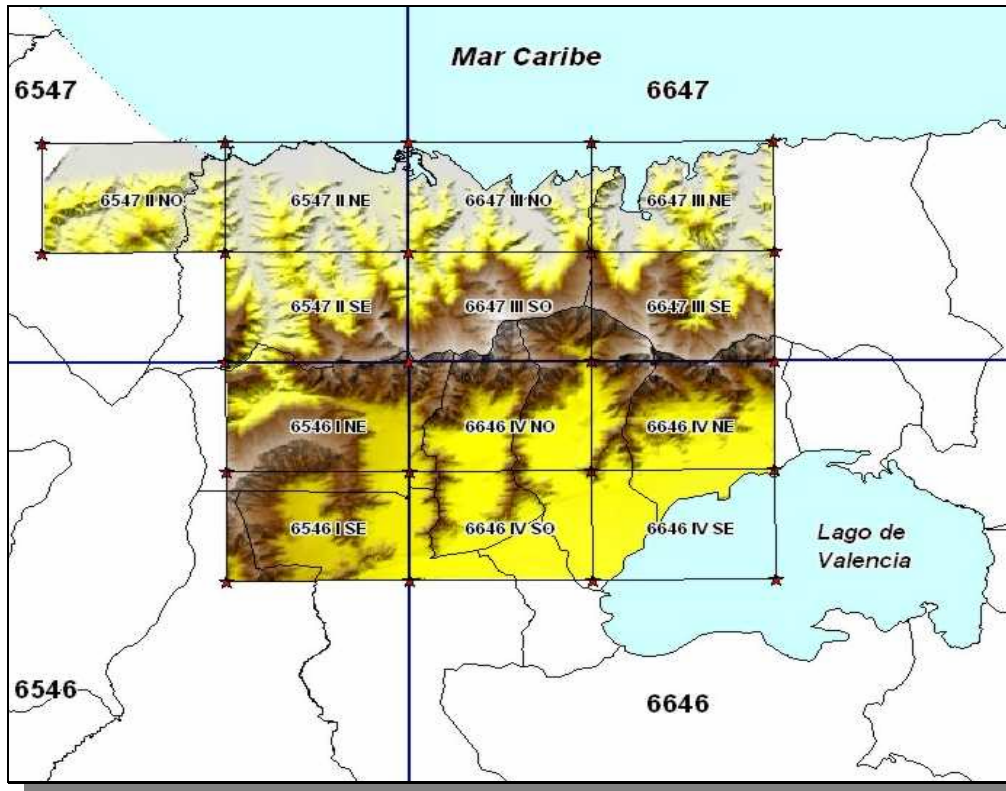 Mar Caribe
6547
6647
6547 II NO
6547 II NE
6647 III NO
6647 III NE
6547 II SE
6647 III SO
6647 III SE
6546 I NE
6646 IV NO
6646 IV NE
6546 I SE
6646 IV SO
6646 IV SE
Lago de
Valencia
6546
6646